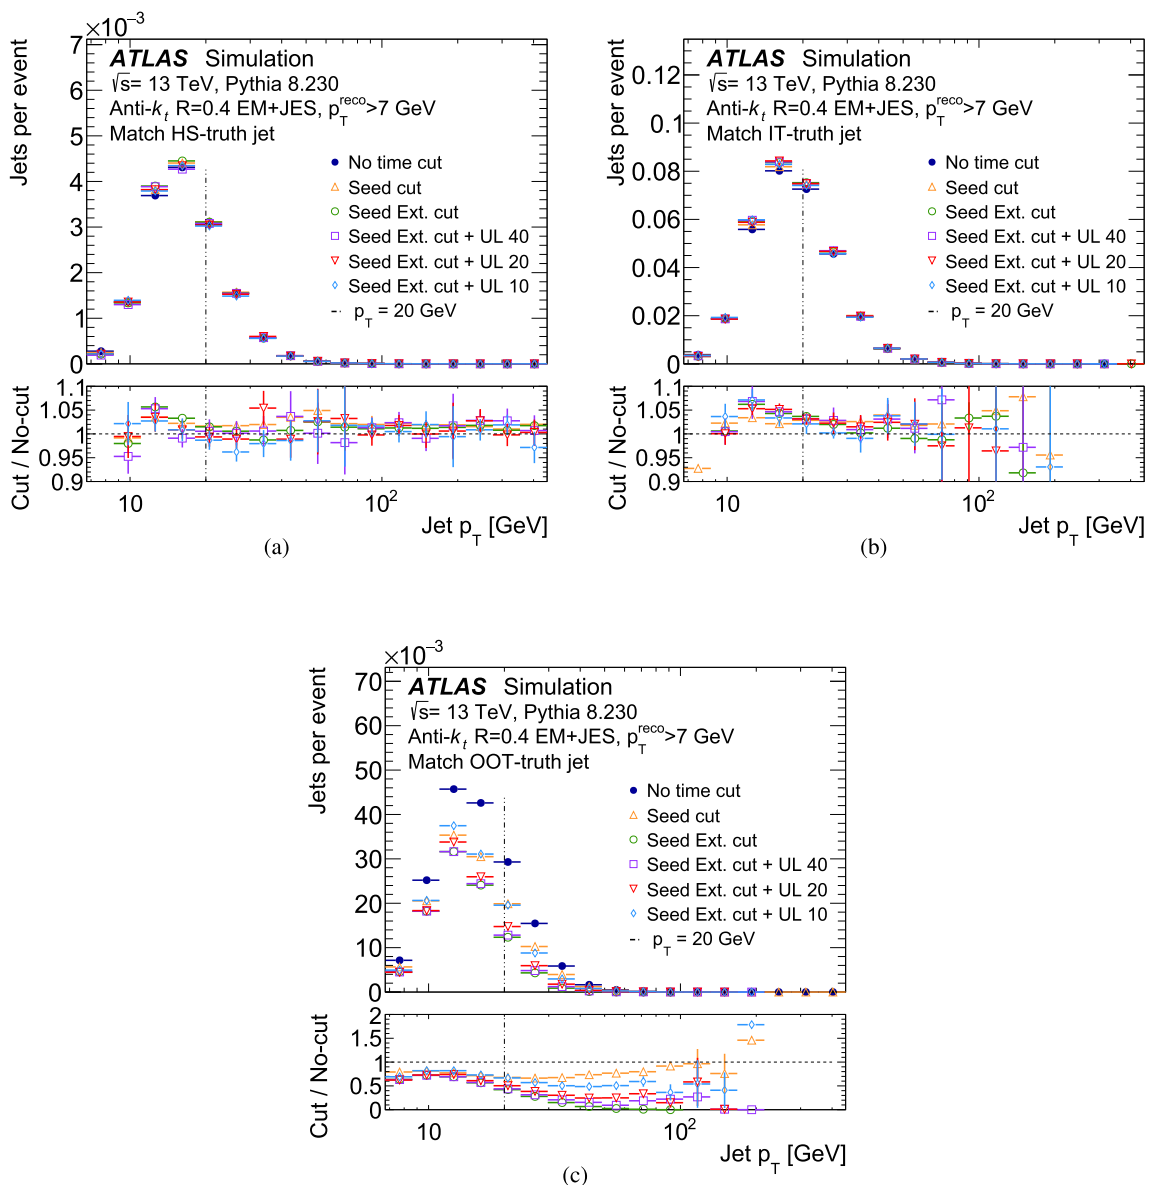 ×10⁻³
Jets per event
7
6
5
4
3
2
1
0
ATLAS Simulation
√s= 13 TeV, Pythia 8.230
Anti-kₜ R=0.4 EM+JES, p_T^reco>7 GeV
Match HS-truth jet
No time cut
Seed cut
Seed Ext. cut
Seed Ext. cut + UL 40
Seed Ext. cut + UL 20
Seed Ext. cut + UL 10
p_T = 20 GeV
Cut / No-cut
1.1
1.05
1
0.95
0.9
10
10²
Jet p_T [GeV]
(a)
Jets per event
0.12
0.1
0.08
0.06
0.04
0.02
0
ATLAS Simulation
√s= 13 TeV, Pythia 8.230
Anti-kₜ R=0.4 EM+JES, p_T^reco>7 GeV
Match IT-truth jet
No time cut
Seed cut
Seed Ext. cut
Seed Ext. cut + UL 40
Seed Ext. cut + UL 20
Seed Ext. cut + UL 10
p_T = 20 GeV
Cut / No-cut
1.1
1.05
1
0.95
0.9
10
10²
Jet p_T [GeV]
(b)
×10⁻³
Jets per event
70
60
50
40
30
20
10
0
ATLAS Simulation
√s= 13 TeV, Pythia 8.230
Anti-kₜ R=0.4 EM+JES, p_T^reco>7 GeV
Match OOT-truth jet
No time cut
Seed cut
Seed Ext. cut
Seed Ext. cut + UL 40
Seed Ext. cut + UL 20
Seed Ext. cut + UL 10
p_T = 20 GeV
Cut / No-cut
2
1.5
1
0.5
0
10
10²
Jet p_T [GeV]
(c)